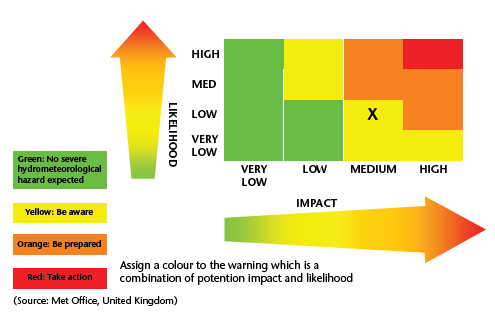 HIGH
MED
LOW
X
VERY
LOW
LIKELIHOOD
VERY
LOW
LOW
MEDIUM
HIGH
IMPACT
Green: No severe
hydrometeorological
hazard expected
Yellow: Be aware
Orange: Be prepared
Red: Take action
Assign a colour to the warning which is a
combination of potention impact and likelihood
(Source: Met Office, United Kingdom)